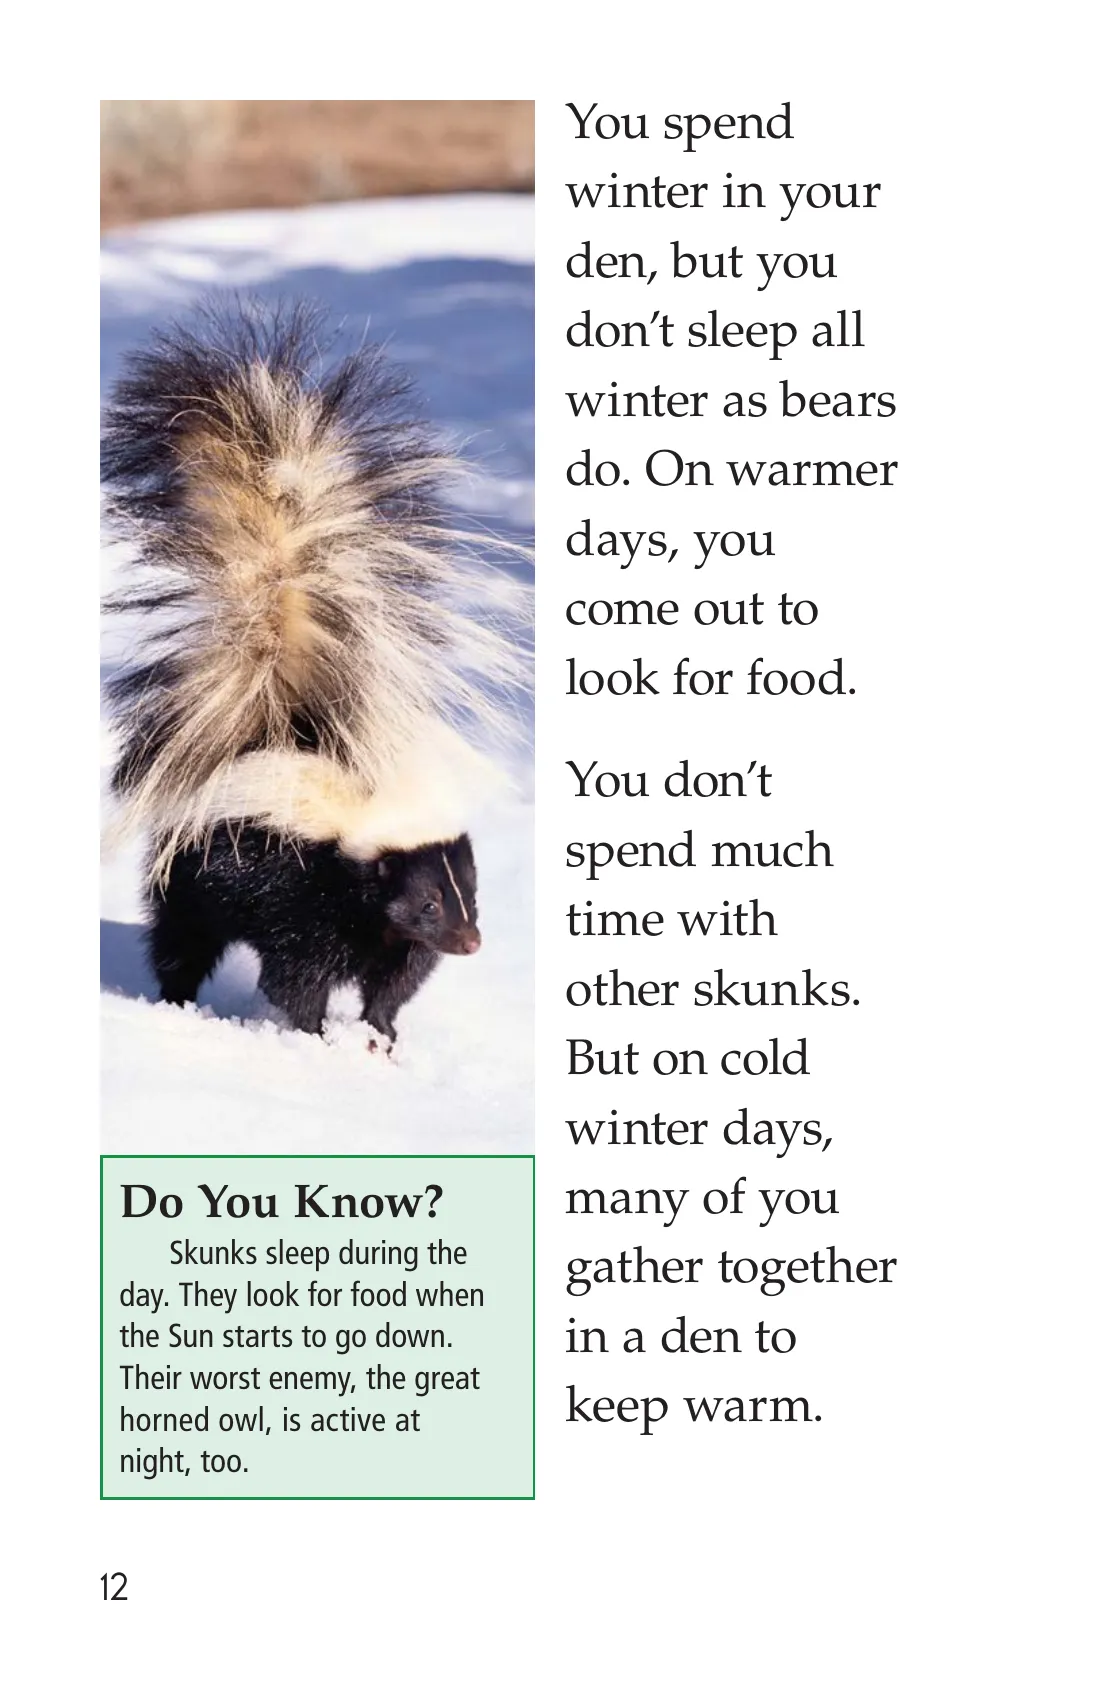 You spend
winter in your
den, but you
don’t sleep all
winter as bears
do. On warmer
days, you
come out to
look for food.
You don’t
spend much
time with
other skunks.
But on cold
winter days,
many of you
gather together
in a den to
keep warm.
Do You Know?
Skunks sleep during the
day. They look for food when
the Sun starts to go down.
Their worst enemy, the great
horned owl, is active at
night, too.
12